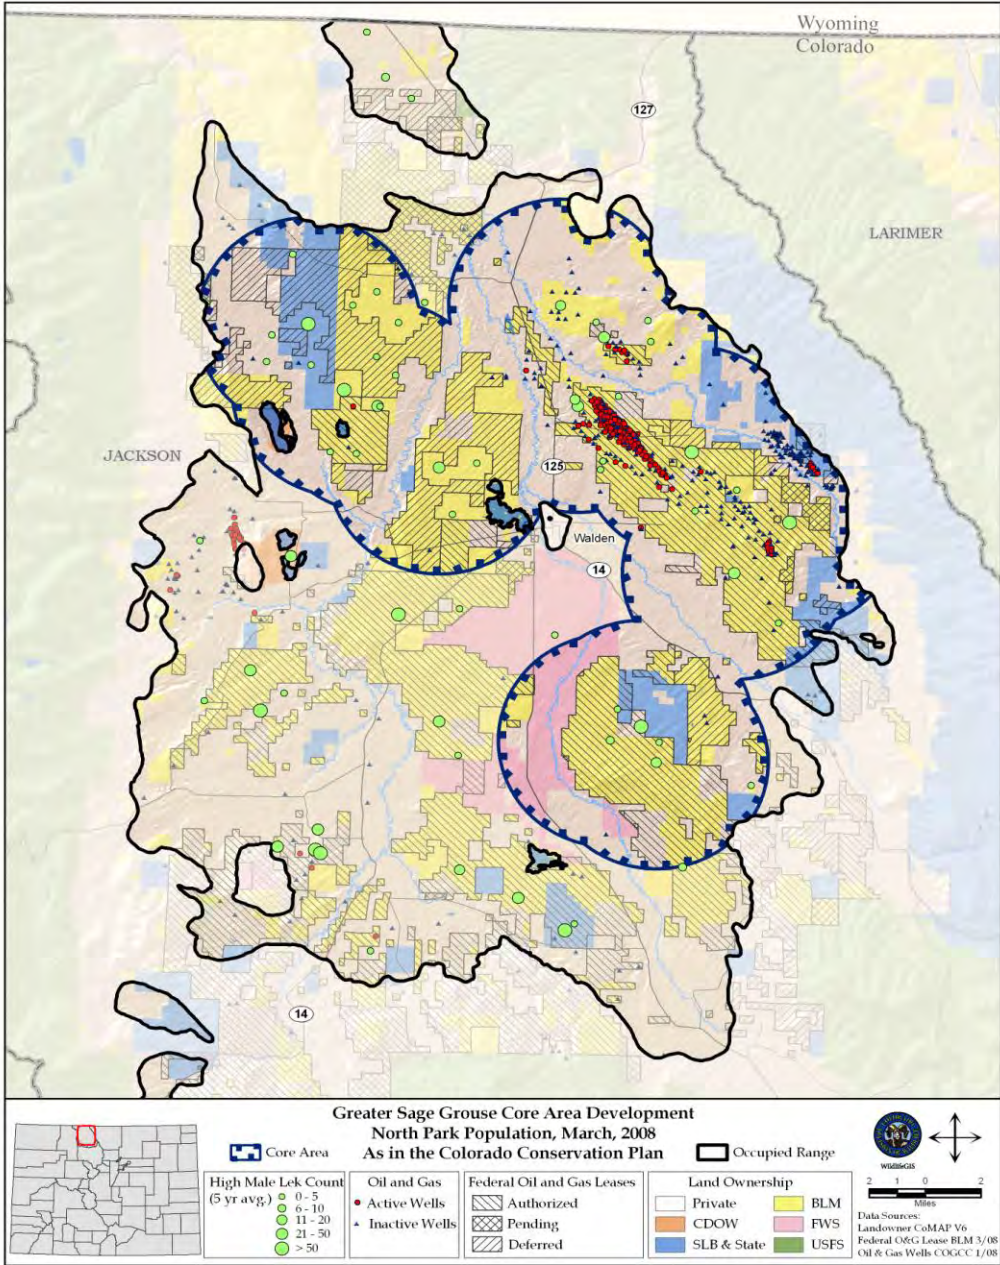 Wyoming
Colorado
127
LARIMER
JACKSON
125
Walden
14
14
Greater Sage Grouse Core Area Development
North Park Population, March, 2008
As in the Colorado Conservation Plan
Core Area
Occupied Range
WildlifeGIS
High Male Lek Count
(5 yr avg.)
0 - 5
6 - 10
11 - 20
21 - 50
> 50
Oil and Gas
Active Wells
Inactive Wells
Federal Oil and Gas Leases
Authorized
Pending
Deferred
Land Ownership
Private
BLM
CDOW
FWS
SLB & State
USFS
2 1 0 2
Miles
Data Sources:
Landowner CoMAP V6
Federal O&G Lease BLM 3/08
Oil & Gas Wells COGCC 1/08